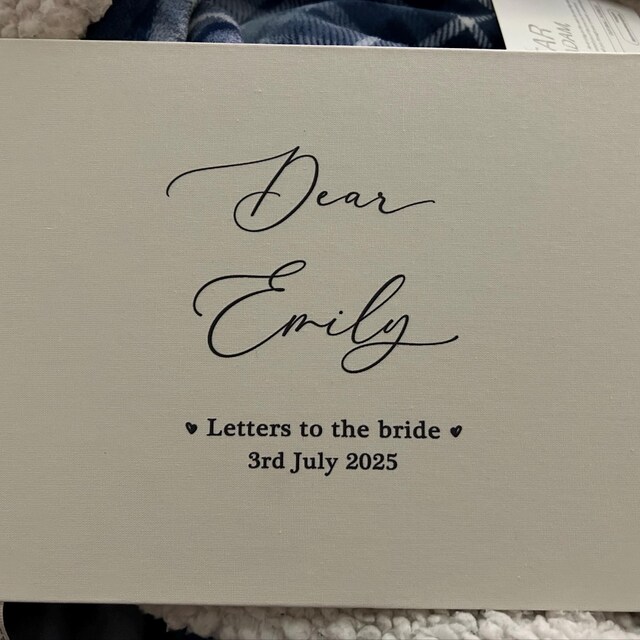 Dear
Emily
Letters to the bride
3rd July 2025